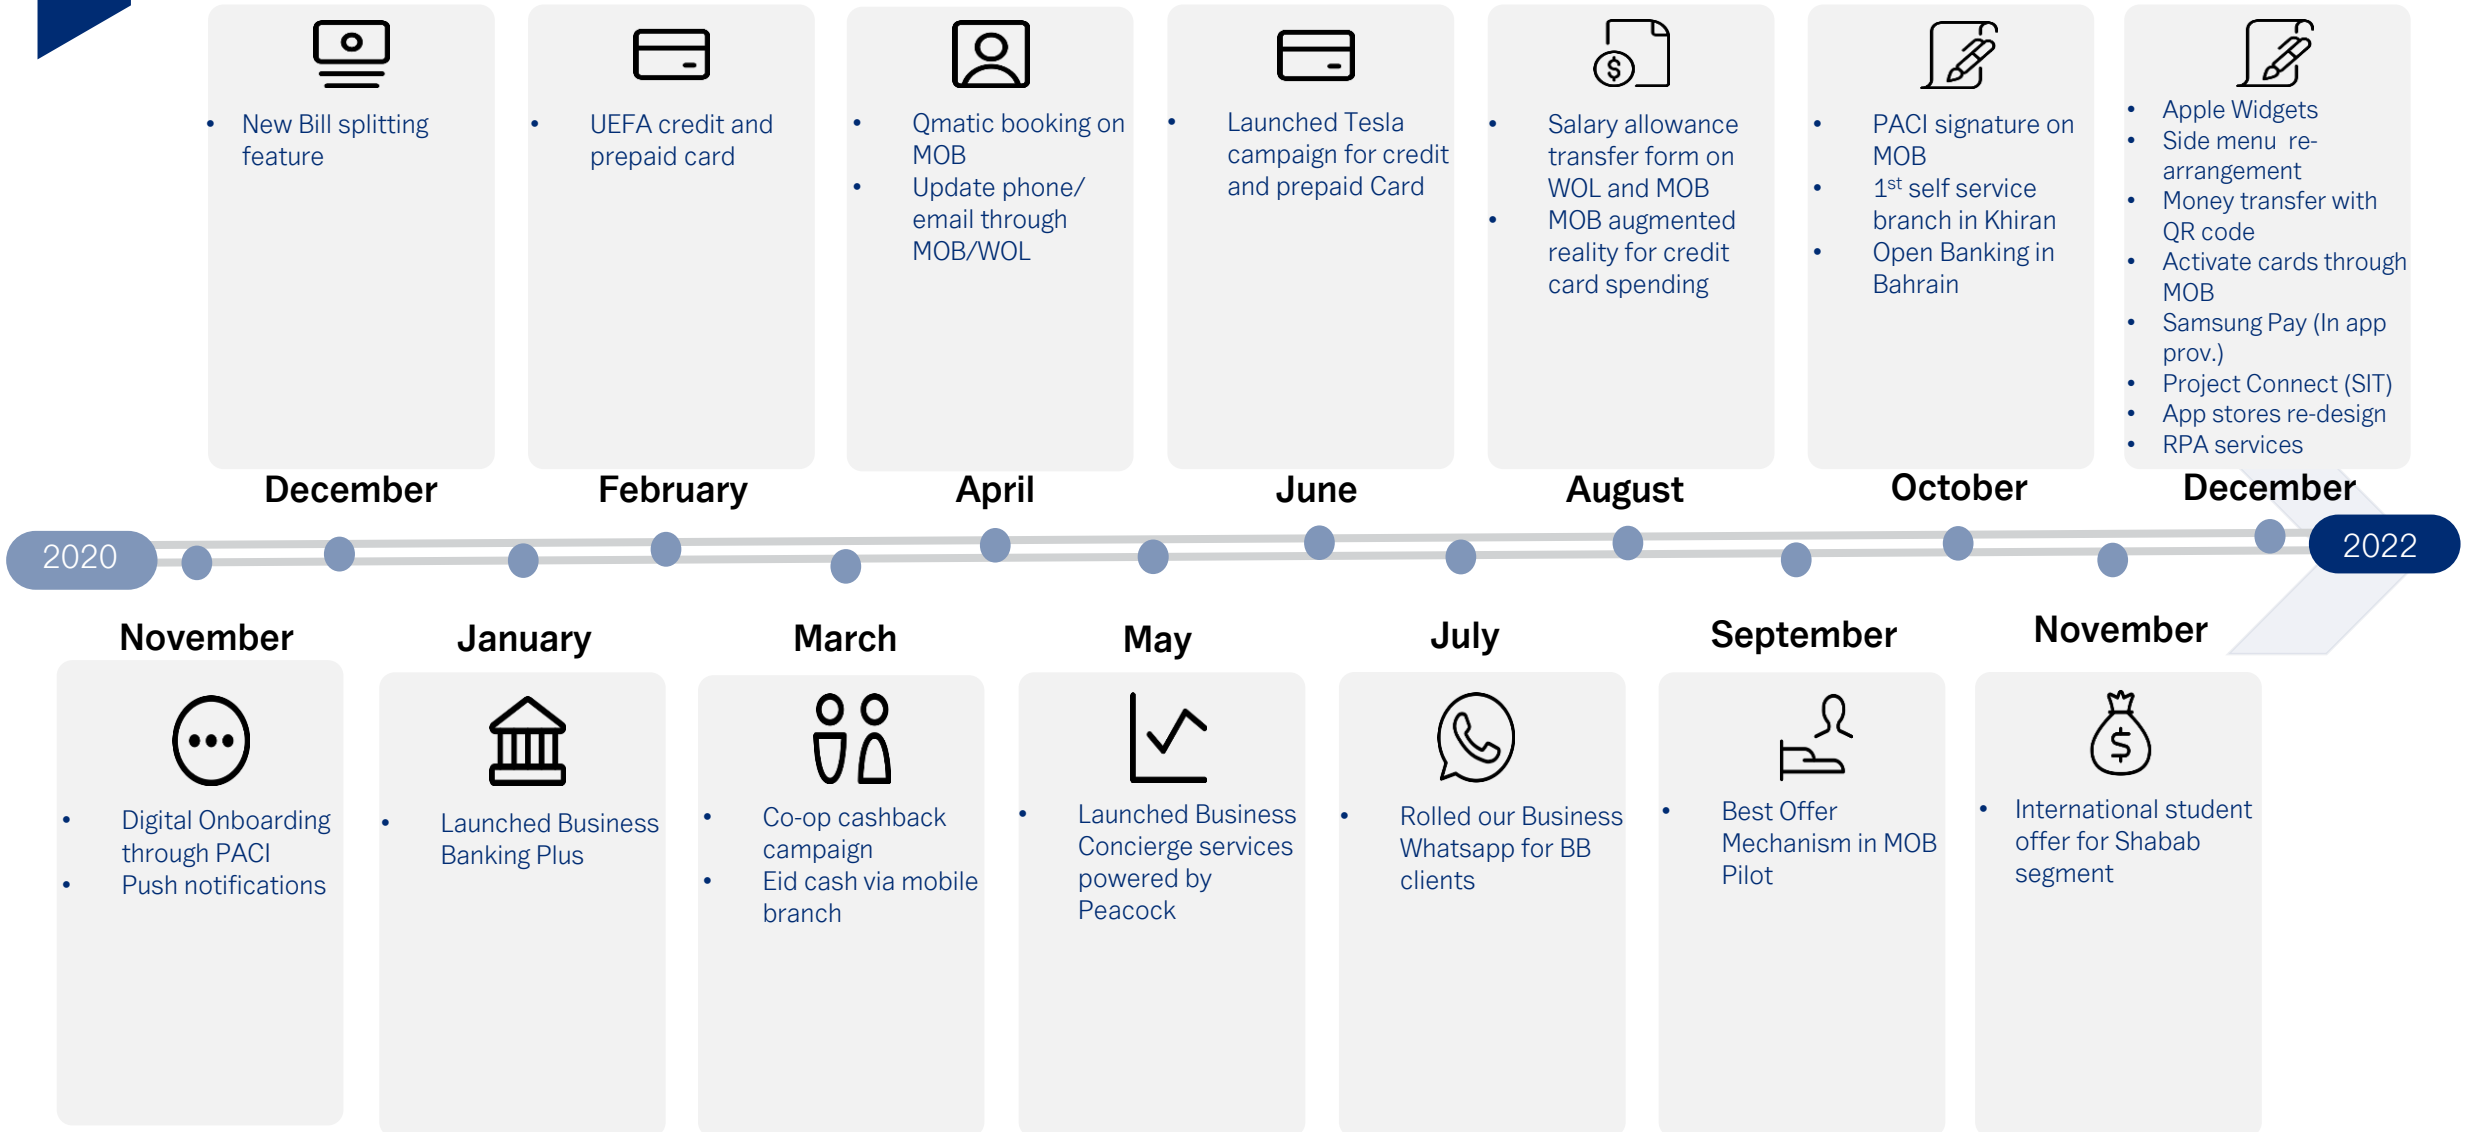 • New Bill splitting
feature
• UEFA credit and
prepaid card
• Qmatic booking on
MOB
• Update phone/
email through
MOB/WOL
• Launched Tesla
campaign for credit
and prepaid Card
• Salary allowance
transfer form on
WOL and MOB
• MOB augmented
reality for credit
card spending
• PACI signature on
MOB
• 1st self service
branch in Khiran
• Open Banking in
Bahrain
• Apple Widgets
• Side menu re-
arrangement
• Money transfer with
QR code
• Activate cards through
MOB
• Samsung Pay (In app
prov.)
• Project Connect (SIT)
• App stores re-design
• RPA services
December
February
April
June
August
October
December
2020
2022
November
January
March
May
July
September
November
• Digital Onboarding
through PACI
• Push notifications
• Launched Business
Banking Plus
• Co-op cashback
campaign
• Eid cash via mobile
branch
• Launched Business
Concierge services
powered by
Peacock
• Rolled our Business
Whatsapp for BB
clients
• Best Offer
Mechanism in MOB
Pilot
• International student
offer for Shabab
segment